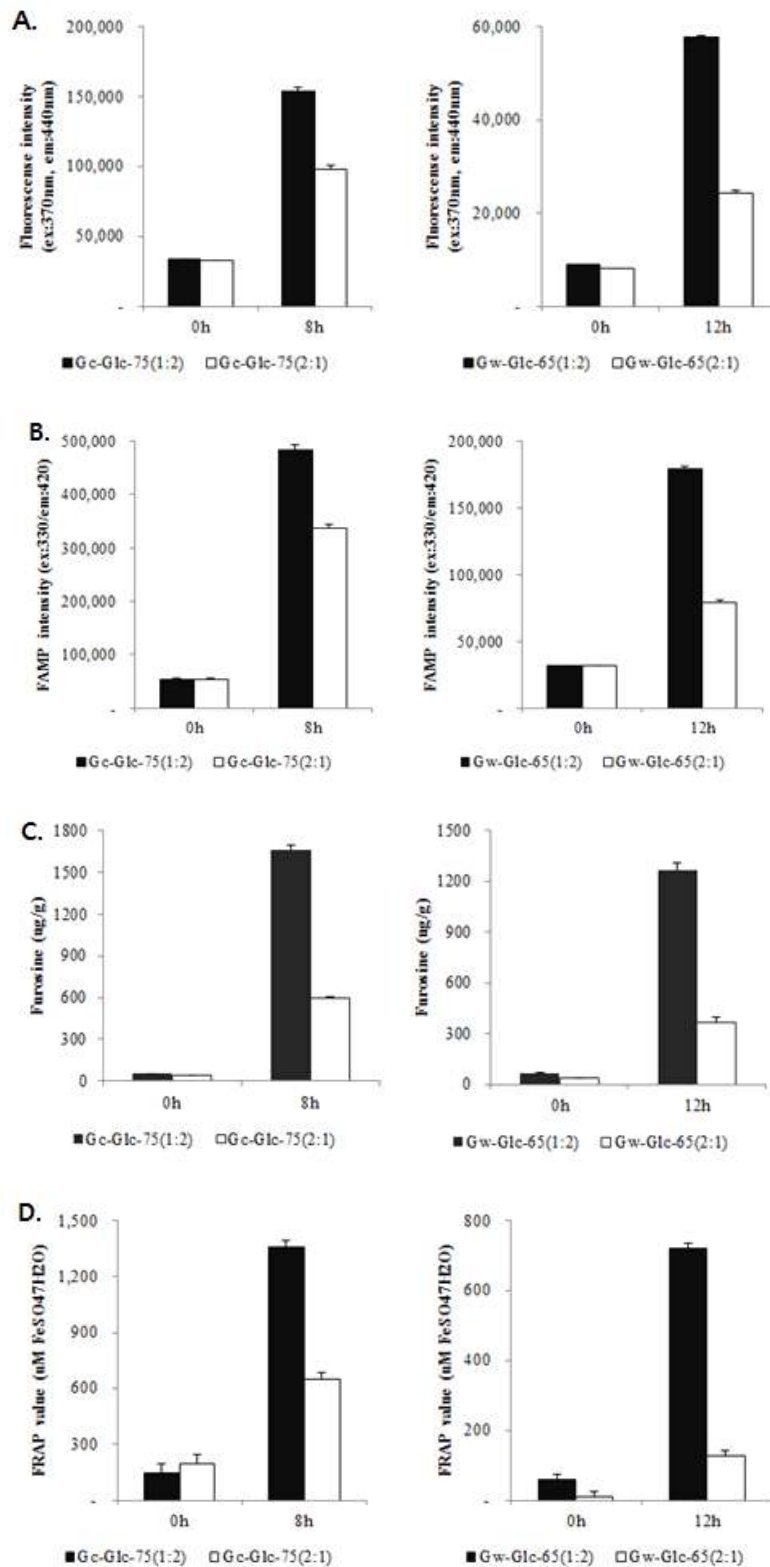 A.
200,000
150,000
100,000
50,000
-
Fluorescense intensity
(ex:370nm, em:440nm)
0h 8h
Gc-Glc-75(1:2) Gc-Glc-75(2:1)
60,000
40,000
20,000
-
Fluorescense intensity
(ex:370nm, em:440nm)
0h 12h
Gw-Glc-65(1:2) Gw-Glc-65(2:1)
B.
500,000
400,000
300,000
200,000
100,000
-
FAMP intensity (ex:330/em:420)
0h 8h
Gc-Glc-75(1:2) Gc-Glc-75(2:1)
200,000
150,000
100,000
50,000
-
FAMP intensity (ex:330/em:420)
0h 12h
Gw-Glc-65(1:2) Gw-Glc-65(2:1)
C.
1800
1500
1200
900
600
300
0
Furosine (ug/g)
0h 8h
Gc-Glc-75(1:2) Gc-Glc-75(2:1)
1500
1200
900
600
300
0
Furosine (ug/g)
0h 12h
Gw-Glc-65(1:2) Gw-Glc-65(2:1)
D.
1,500
1,200
900
600
300
-
FRAP value (uM FeSO47H2O)
0h 8h
Gc-Glc-75(1:2) Gc-Glc-75(2:1)
800
600
400
200
-
FRAP value (uM FeSO47H2O)
0h 12h
Gw-Glc-65(1:2) Gw-Glc-65(2:1)